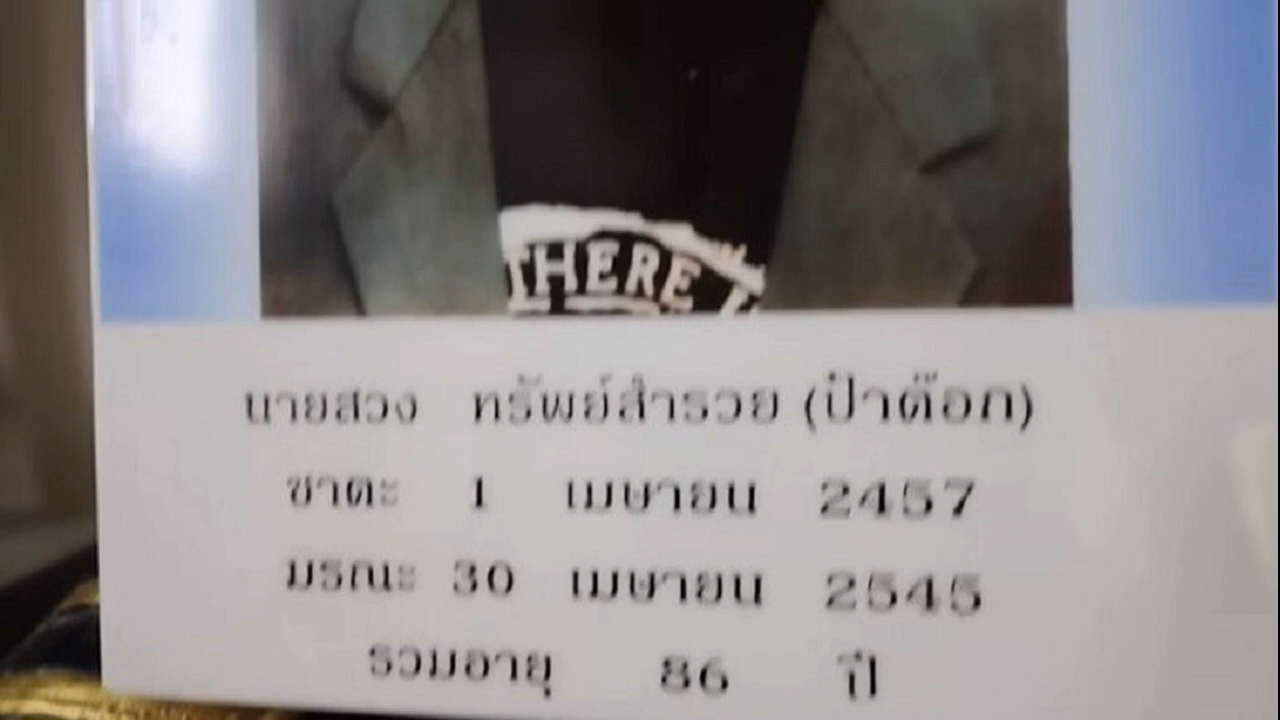 THERE
นายสวง ทรัพย์สำรวย (ป๋าต๊อก)
ชาตะ 1 เมษายน 2457
มรณะ 30 เมษายน 2545
รวมอายุ 86 ปี